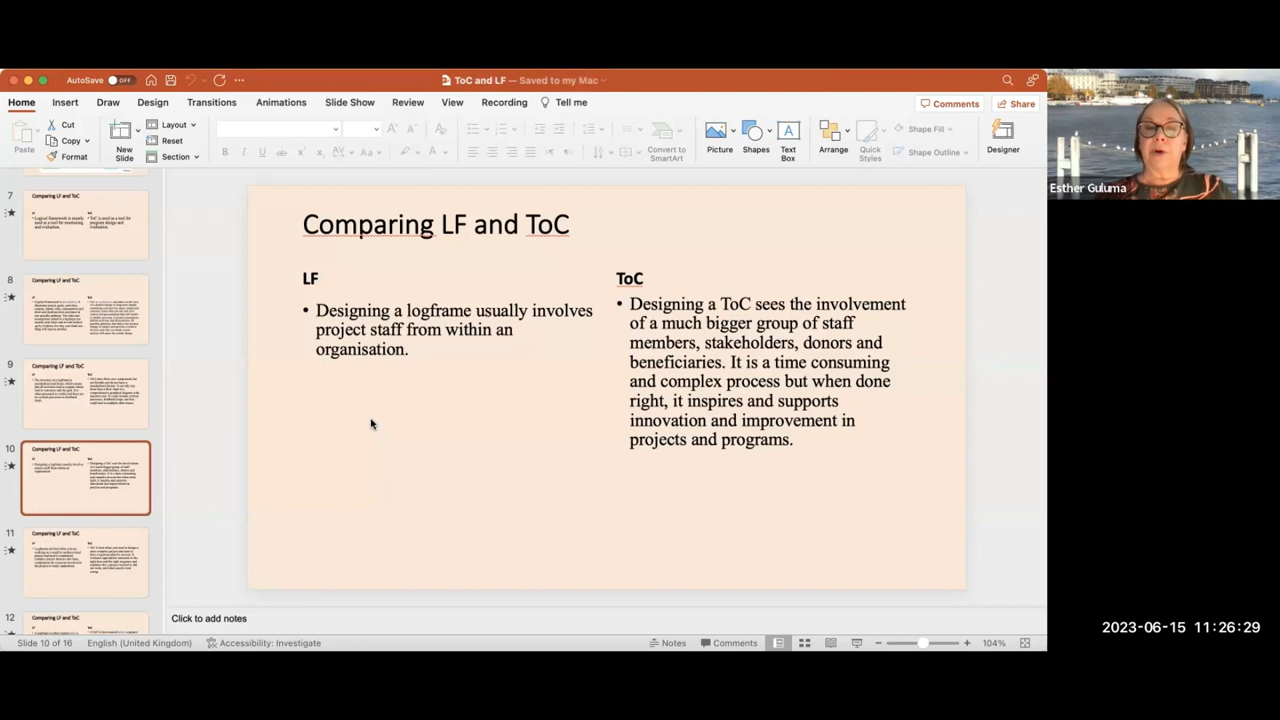 AutoSave OFF
ToC and LF — Saved to my Mac
Home Insert Draw Design Transitions Animations Slide Show Review View Recording Tell me
Comments Share
Paste
Cut
Copy
Format
New Slide
Layout
Reset
Section
Convert to SmartArt
Picture
Shapes
Text Box
Arrange
Quick Styles
Shape Fill
Shape Outline
Designer
7
Comparing LF and ToC
8
Comparing LF and ToC
9
Comparing LF and ToC
10
Comparing LF and ToC
11
Comparing LF and ToC
12
Comparing LF and ToC
Comparing LF and ToC
LF
• Designing a logframe usually involves
project staff from within an
organisation.
ToC
• Designing a ToC sees the involvement
of a much bigger group of staff
members, stakeholders, donors and
beneficiaries. It is a time consuming
and complex process but when done
right, it inspires and supports
innovation and improvement in
projects and programs.
Click to add notes
Slide 10 of 16 English (United Kingdom) Accessibility: Investigate
Notes Comments 104%
Esther Guluma
2023-06-15 11:26:29